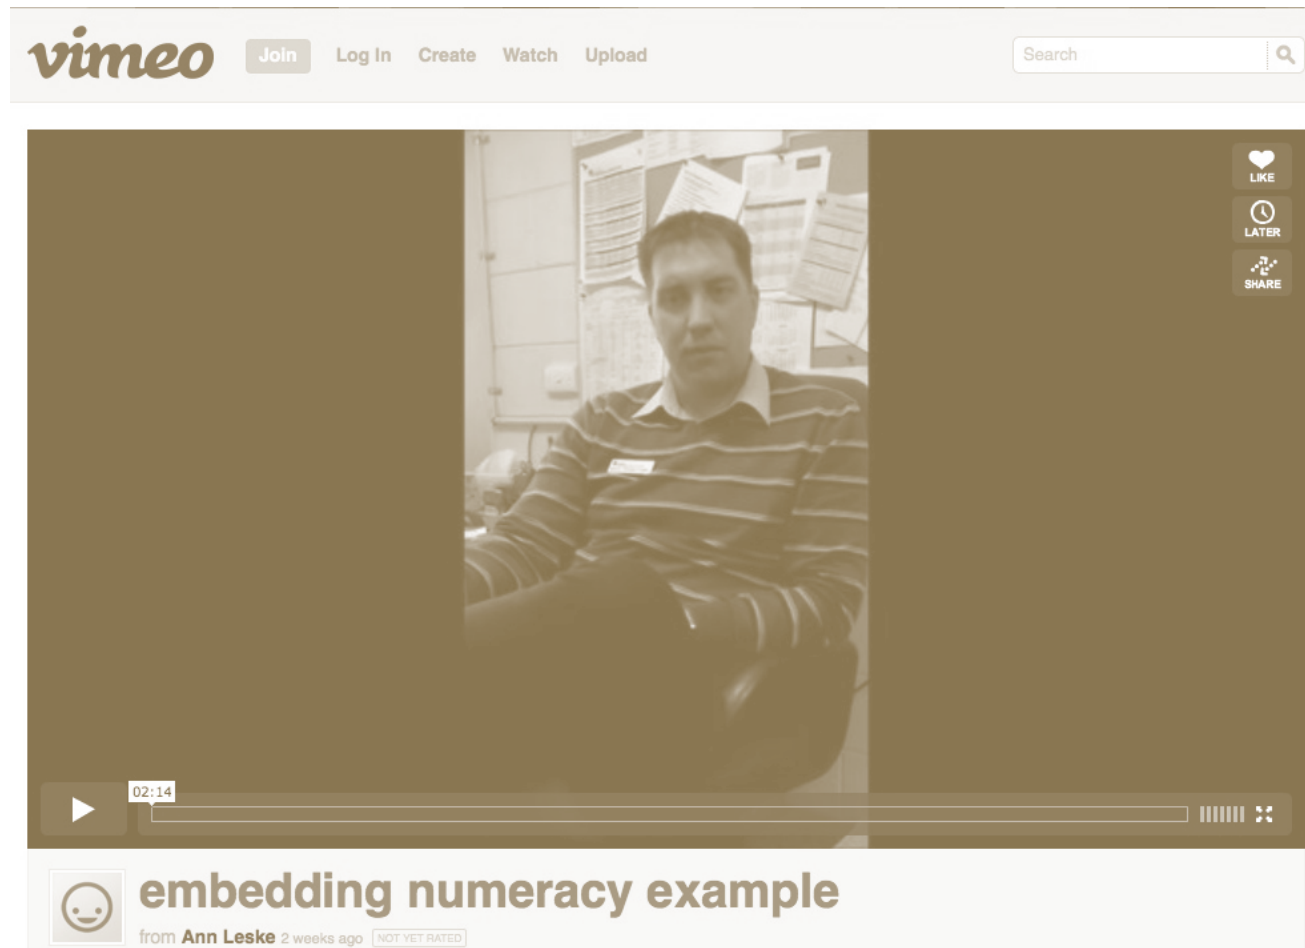 vimeo Join Log In Create Watch Upload Search
LIKE
LATER
SHARE
02:14
embedding numeracy example
from Ann Leske 2 weeks ago NOT YET RATED